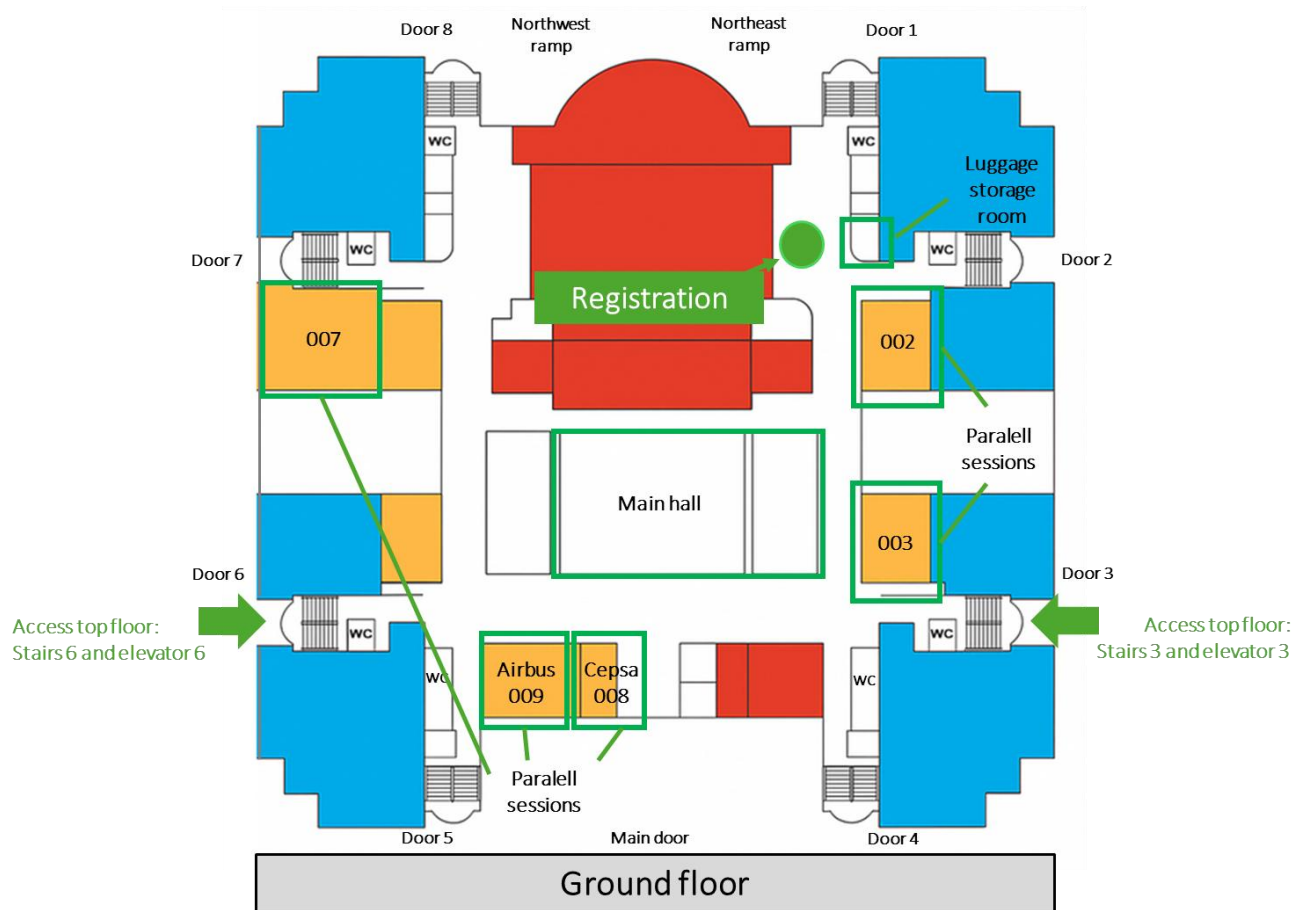 Door 8
Northwest
ramp
Northeast
ramp
Door 1
WC
WC
Luggage
storage
room
WC
WC
Door 7
Door 2
Registration
007
002
Paralell
sessions
Main hall
003
Door 6
Door 3
Access top floor:
Stairs 6 and elevator 6
WC
WC
Access top floor:
Stairs 3 and elevator 3
WC
Airbus
009
Cepsa
008
WC
Paralell
sessions
Door 5
Main door
Door 4
Ground floor